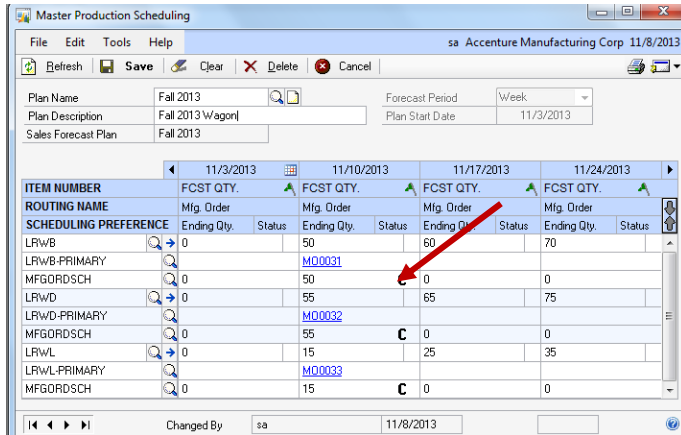 Master Production Scheduling
File Edit Tools Help sa Accenture Manufacturing Corp 11/8/2013
Refresh Save Clear Delete Cancel
Plan Name Fall 2013 Forecast Period Week
Plan Description Fall 2013 Wagon Plan Start Date 11/3/2013
Sales Forecast Plan Fall 2013
11/3/2013 11/10/2013 11/17/2013 11/24/2013
ITEM NUMBER FCST QTY. FCST QTY. FCST QTY. FCST QTY.
ROUTING NAME Mfg. Order Mfg. Order Mfg. Order Mfg. Order
SCHEDULING PREFERENCE Ending Qty. Status Ending Qty. Status Ending Qty. Status Ending Qty. Status
LRWB 0 50 60 70
LRWB-PRIMARY MO0031
MFGORDSCH 0 50 C 0 0
LRWD 0 55 65 75
LRWD-PRIMARY MO0032
MFGORDSCH 0 55 C 0 0
LRWL 0 15 25 35
LRWL-PRIMARY MO0033
MFGORDSCH 0 15 C 0 0
Changed By sa 11/8/2013